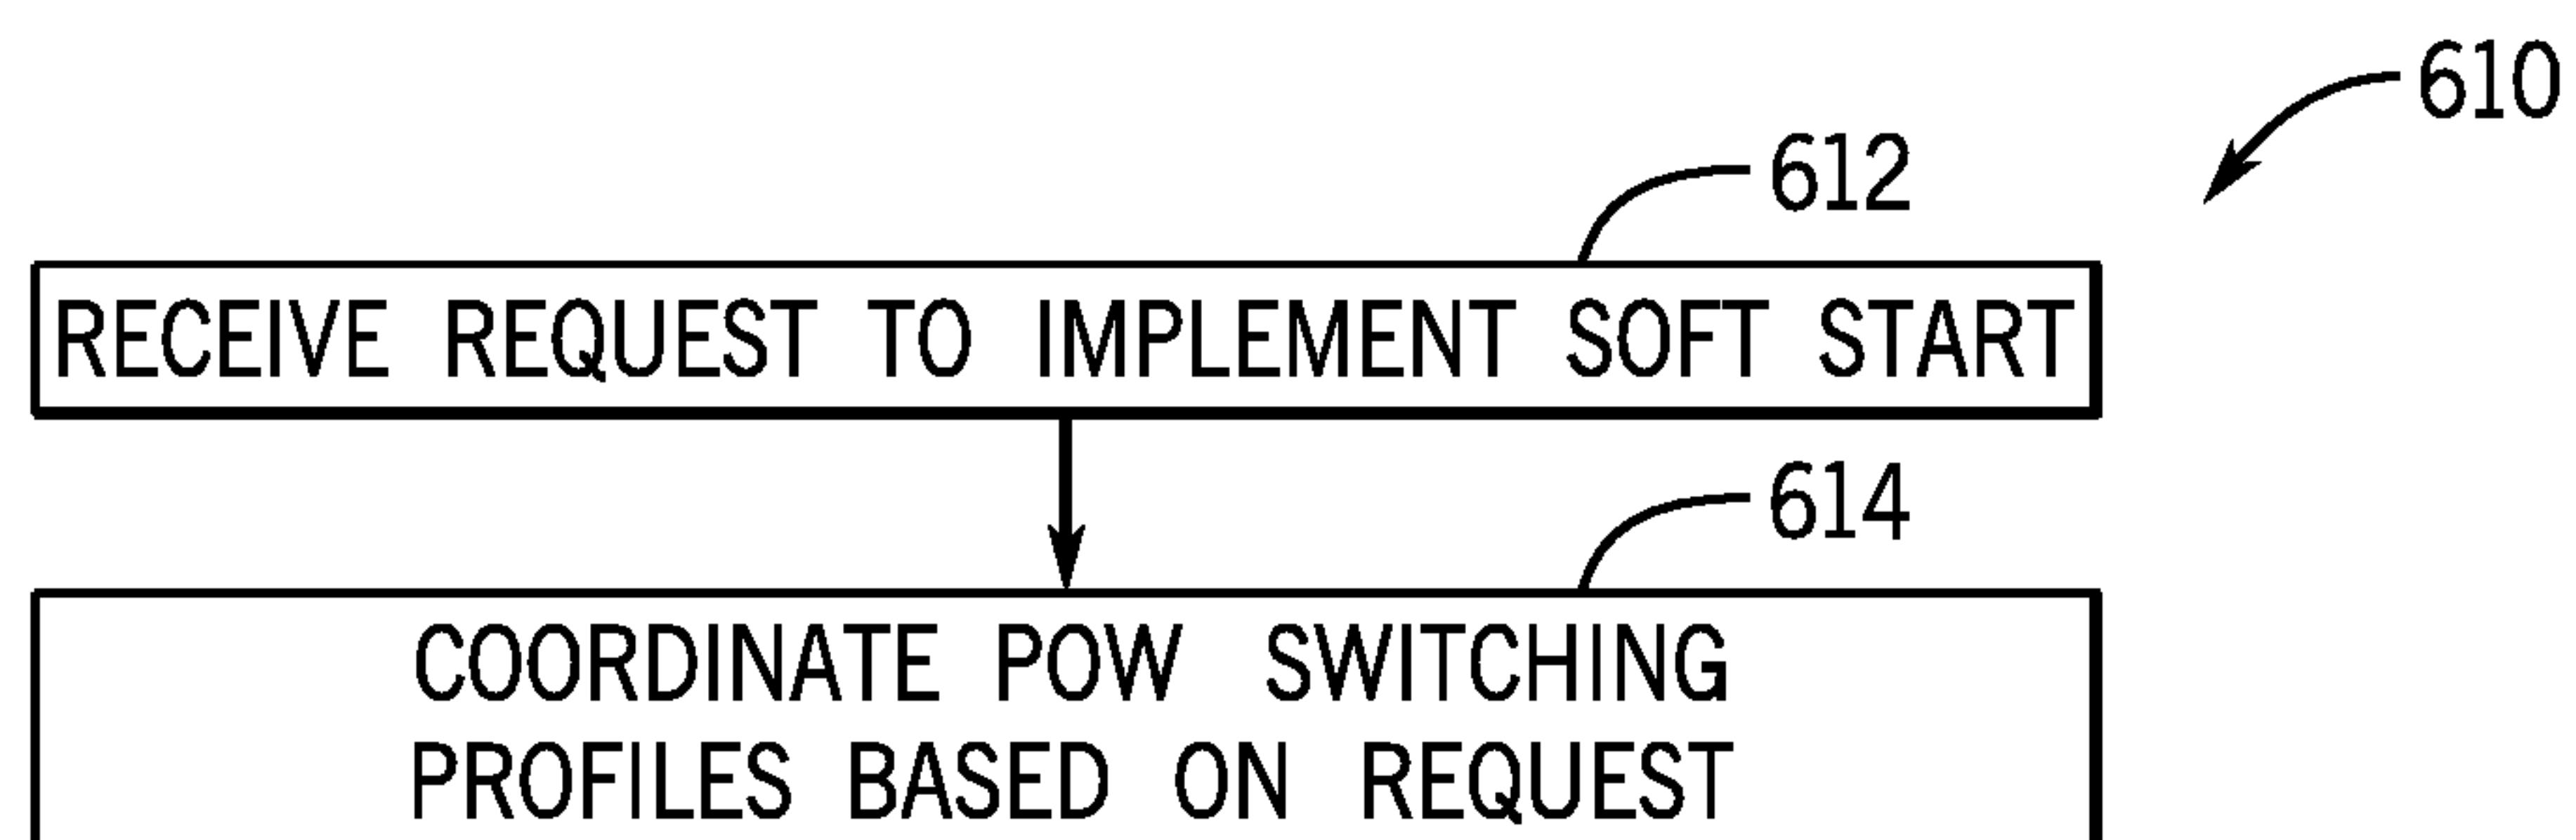 610
612
RECEIVE REQUEST TO IMPLEMENT SOFT START
614
COORDINATE POW SWITCHING
PROFILES BASED ON REQUEST